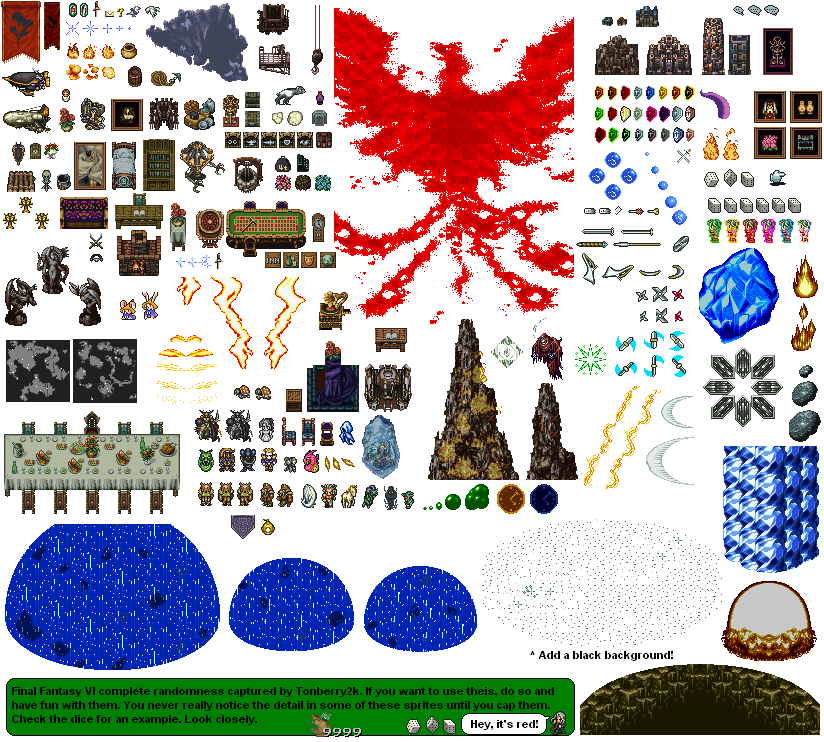 ^ Add a black background!
Final Fantasy VI complete randomness captured by Tonberry2k. If you want to use theis, do so and
have fun with them. You never really notice the detail in some of these sprites until you cap them.
Check the dice for an example. Look closely.
9999
Hey, it's red!